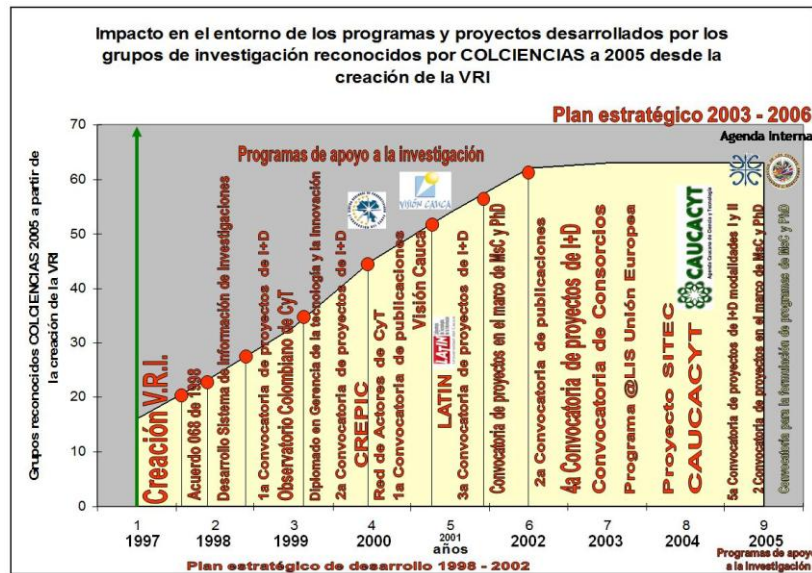 Impacto en el entorno de los programas y proyectos desarrollados por los
grupos de investigación reconocidos por COLCIENCIAS a 2005 desde la
creación de la VRI
Plan estratégico 2003 - 2006
Agenda Interna
Programas de apoyo a la investigación
Grupos reconocidos COLCIENCIAS 2005 a partir de
la creación de la VRI
70
60
50
40
30
20
10
0
Creación V.R.I.
Acuerdo 068 de 1998
Desarrollo Sistema de Información de Investigaciones
1a Convocatoria de proyectos de I+D
Observatorio Colombiano de CyT
Diplomado en Gerencia de la tecnología y la Innovación
2a Convocatoria de proyectos de I+D
CREPIC
Red de Actores de CyT
1a Convocatoria de publicaciones
VISIÓN CAUCA
Visión Cauca
LATIN
LATIN
3a Convocatoria de proyectos de I+D
Convocatoria de proyectos en el marco de MsC y PhD
2a Convocatoria de publicaciones
4a Convocatoria de proyectos de I+D
Convocatoria de Consorcios
Programa @LIS Unión Europea
Proyecto SITEC
CAUCACYT
CAUCACYT
Agenda Caucana de Ciencia y Tecnología
5a Convocatoria de proyectos de I+D modalidades I y II
2 Convocatoria de proyectos en el marco de MsC y PhD
Convocatoria para la formulación de programas de MsC y PhD
1 2 3 4 5 6 7 8 9
1997 1998 1999 2000 2001 2002 2003 2004 2005
años
Plan estratégico de desarrollo 1998 - 2002
Programas de apoyo
a la investigación